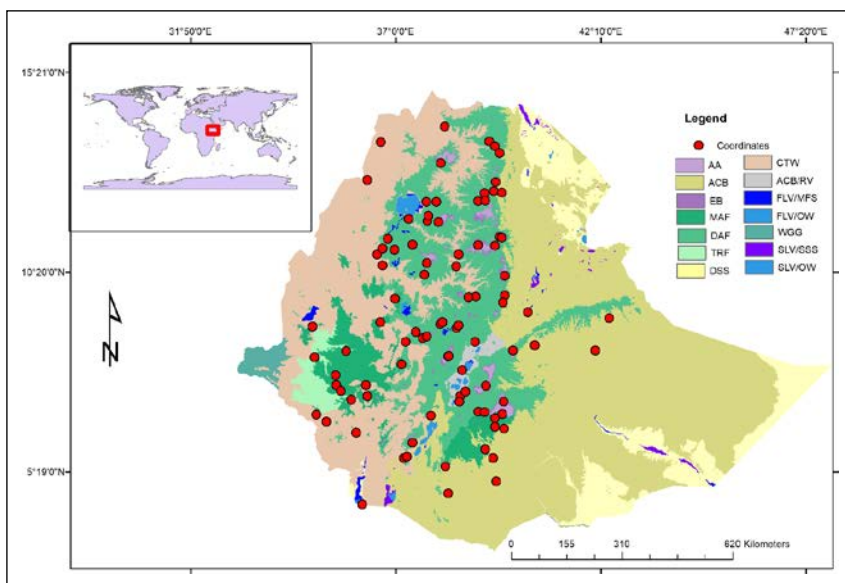 31°50'0"E 37°0'0"E 42°10'0"E 47°20'0"E
15°21'0"N
10°20'0"N
5°19'0"N
Legend
Coordinates
AA
ACB
EB
MAF
DAF
TRF
DSS
CTW
ACB/RV
FLV/MFS
FLV/OW
WGG
SLV/SSS
SLV/OW
N
0 155 310 620 Kilometers